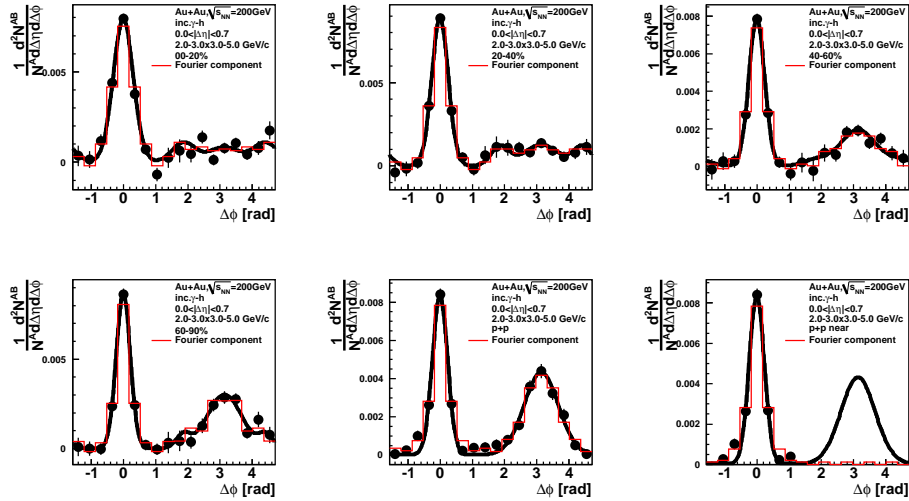 1 d²N^AB
N^A dΔηdΔϕ
Au+Au,√s_NN=200GeV
inc.γ-h
0.0<|Δη|<0.7
2.0-3.0x3.0-5.0 GeV/c
00-20%
Fourier component
0.005
0
-1 0 1 2 3 4
Δϕ [rad]
1 d²N^AB
N^A dΔηdΔϕ
Au+Au,√s_NN=200GeV
inc.γ-h
0.0<|Δη|<0.7
2.0-3.0x3.0-5.0 GeV/c
20-40%
Fourier component
0.005
0
-1 0 1 2 3 4
Δϕ [rad]
1 d²N^AB
N^A dΔηdΔϕ
Au+Au,√s_NN=200GeV
inc.γ-h
0.0<|Δη|<0.7
2.0-3.0x3.0-5.0 GeV/c
40-60%
Fourier component
0.008
0.006
0.004
0.002
0
-1 0 1 2 3 4
Δϕ [rad]
1 d²N^AB
N^A dΔηdΔϕ
Au+Au,√s_NN=200GeV
inc.γ-h
0.0<|Δη|<0.7
2.0-3.0x3.0-5.0 GeV/c
60-90%
Fourier component
0.005
0
-1 0 1 2 3 4
Δϕ [rad]
1 d²N^AB
N^A dΔηdΔϕ
Au+Au,√s_NN=200GeV
inc.γ-h
0.0<|Δη|<0.7
2.0-3.0x3.0-5.0 GeV/c
p+p
Fourier component
0.008
0.006
0.004
0.002
0
-1 0 1 2 3 4
Δϕ [rad]
1 d²N^AB
N^A dΔηdΔϕ
Au+Au,√s_NN=200GeV
inc.γ-h
0.0<|Δη|<0.7
2.0-3.0x3.0-5.0 GeV/c
p+p near
Fourier component
0.008
0.006
0.004
0.002
0
-1 0 1 2 3 4
Δϕ [rad]